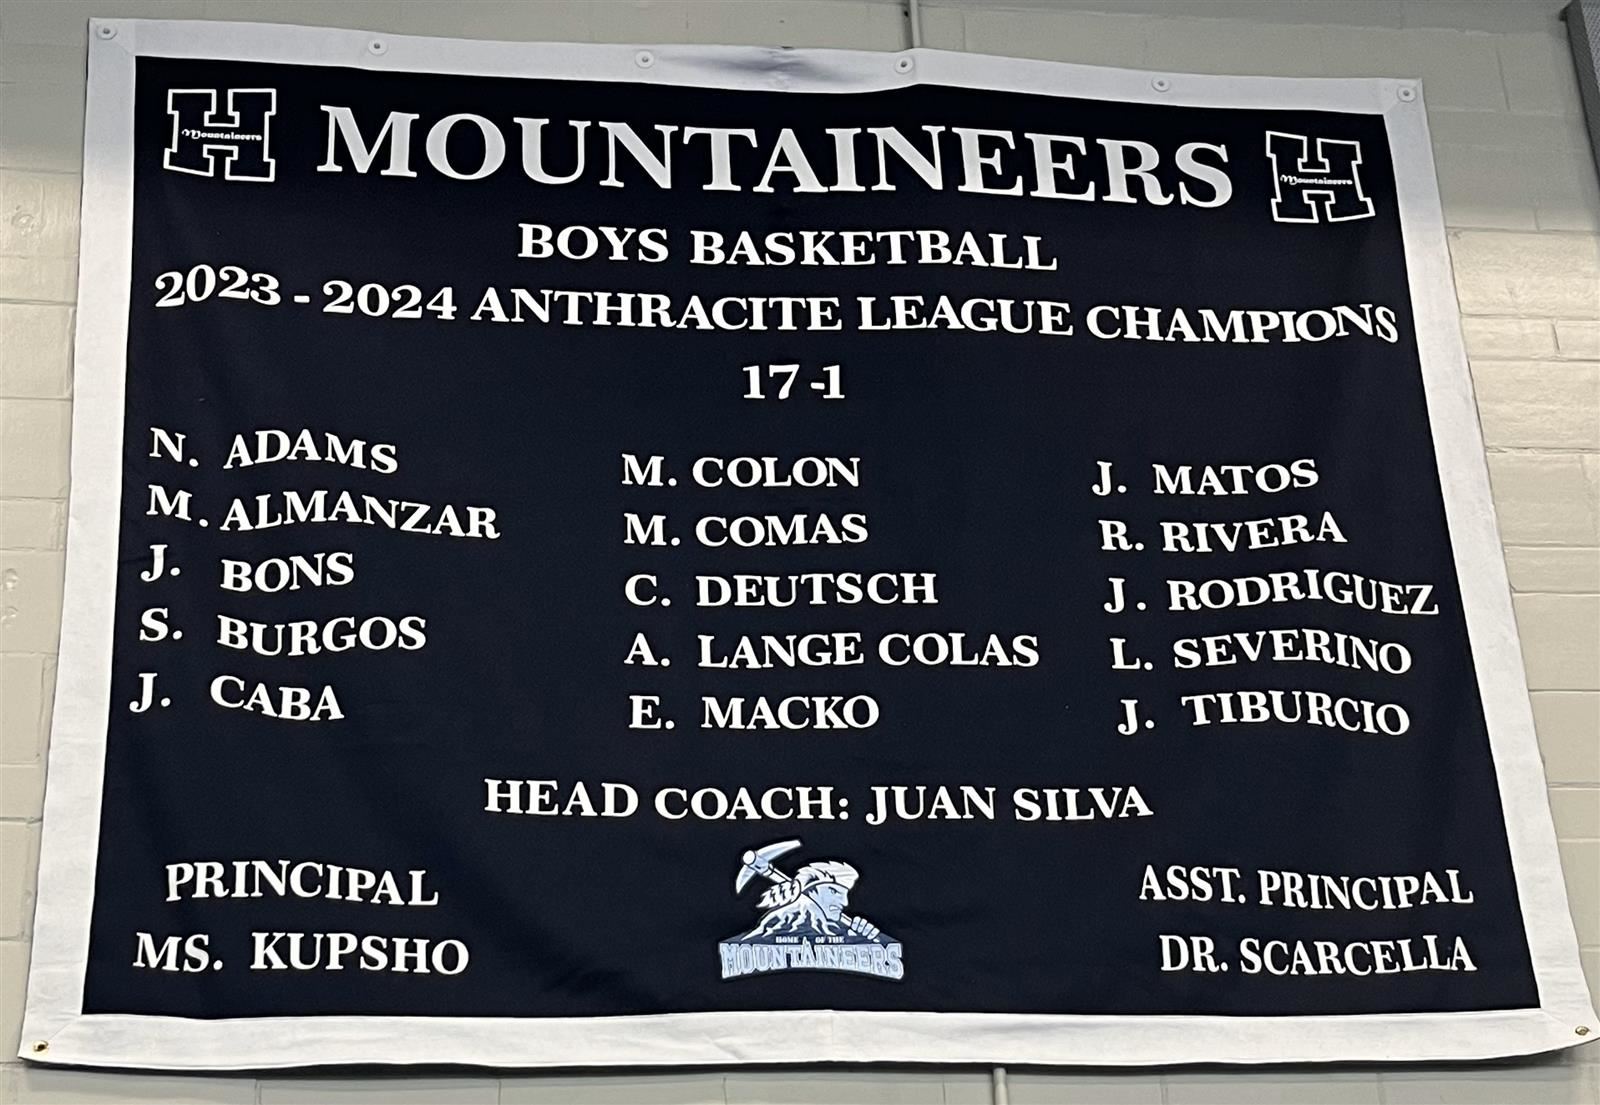 H Mountaineers MOUNTAINEERS H Mountaineers
BOYS BASKETBALL
2023 - 2024 ANTHRACITE LEAGUE CHAMPIONS
17 -1
N. ADAMS
M. ALMANZAR
J. BONS
S. BURGOS
J. CABA
M. COLON
M. COMAS
C. DEUTSCH
A. LANGE COLAS
E. MACKO
J. MATOS
R. RIVERA
J. RODRIGUEZ
L. SEVERINO
J. TIBURCIO
HEAD COACH: JUAN SILVA
PRINCIPAL
MS. KUPSHO
HOME OF THE
MOUNTAINEERS
ASST. PRINCIPAL
DR. SCARCELLA